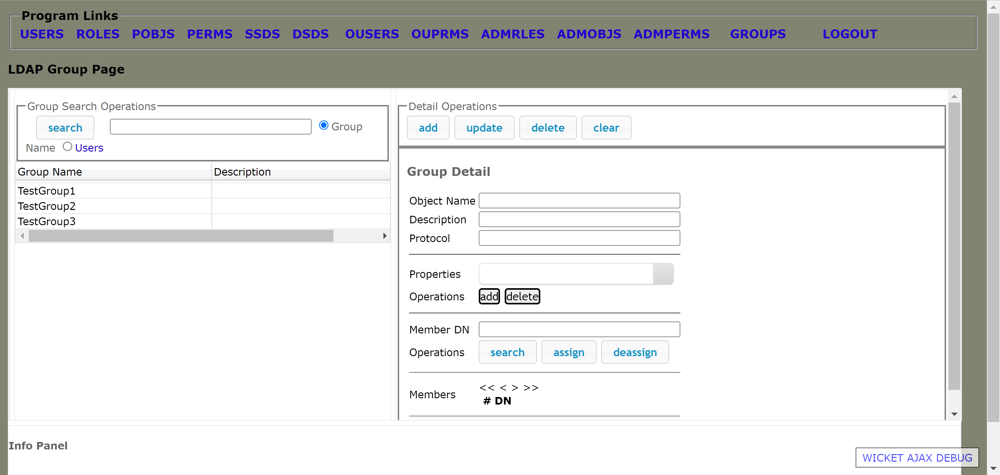 Program Links
USERS ROLES POBJS PERMS SSDS DSDS OUSERS OUPRMS ADMRLES ADMOBJS ADMPERMS GROUPS LOGOUT
LDAP Group Page
Group Search Operations
search Group
Name Users
Group Name Description
TestGroup1
TestGroup2
TestGroup3
Detail Operations
add update delete clear
Group Detail
Object Name
Description
Protocol
Properties
Operations add delete
Member DN
Operations search assign deassign
Members << < > >>
# DN
Info Panel
WICKET AJAX DEBUG